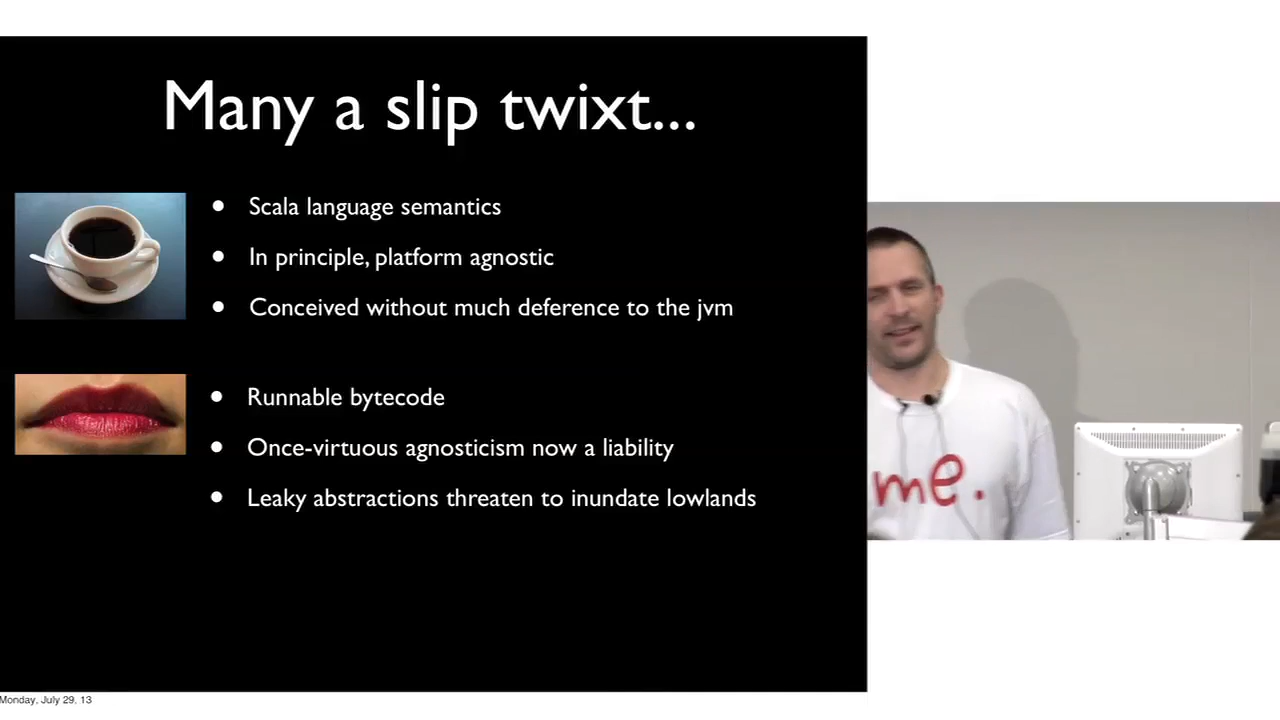 Many a slip twixt...
• Scala language semantics
• In principle, platform agnostic
• Conceived without much deference to the jvm
• Runnable bytecode
• Once-virtuous agnosticism now a liability
• Leaky abstractions threaten to inundate lowlands
me.
Monday, July 29, 13